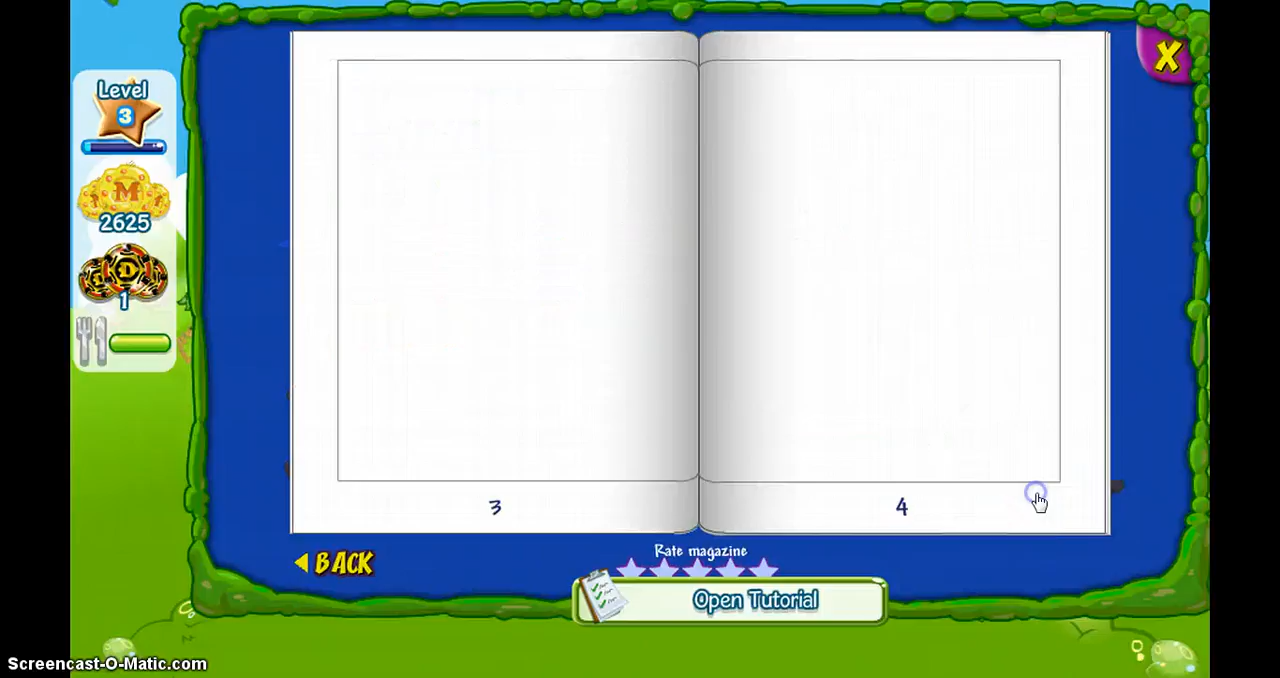 Level
3
M
2625
D
1
X
3
4
BACK
Rate magazine
Open Tutorial
Screencast-O-Matic.com